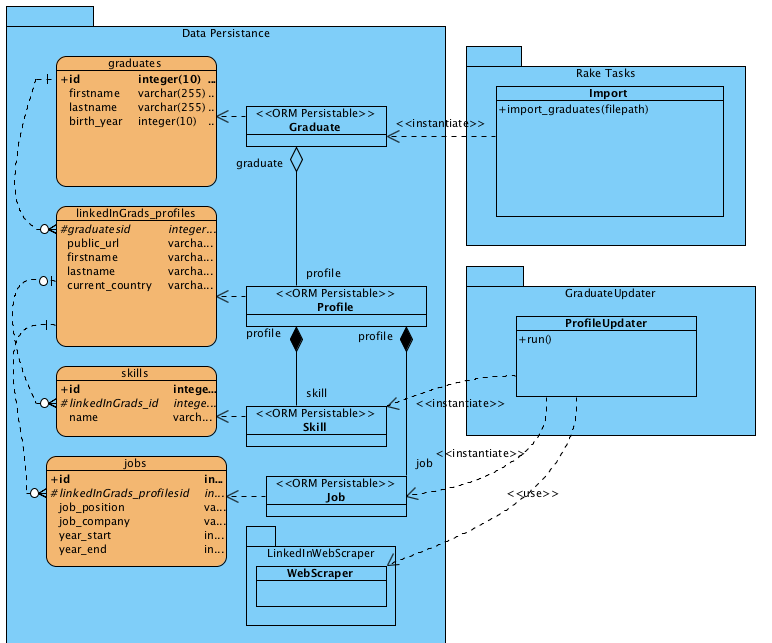 Data Persistance
graduates
+id integer(10) ...
firstname varchar(255) ..
lastname varchar(255) ..
birth_year integer(10) ..
<<ORM Persistable>>
Graduate
graduate
profile
linkedInGrads_profiles
#graduatesid integer...
public_url varcha...
firstname varcha...
lastname varcha...
current_country varcha...
<<ORM Persistable>>
Profile
profile
profile
skill
job
skills
+id intege...
#linkedInGrads_id intege...
name varch...
<<ORM Persistable>>
Skill
jobs
+id in...
#linkedInGrads_profilesid in...
job_position va...
job_company va...
year_start in...
year_end in...
<<ORM Persistable>>
Job
LinkedInWebScraper
WebScraper
Rake Tasks
Import
+import_graduates(filepath)
<<instantiate>>
GraduateUpdater
ProfileUpdater
+run()
<<instantiate>>
<<instantiate>>
<<use>>